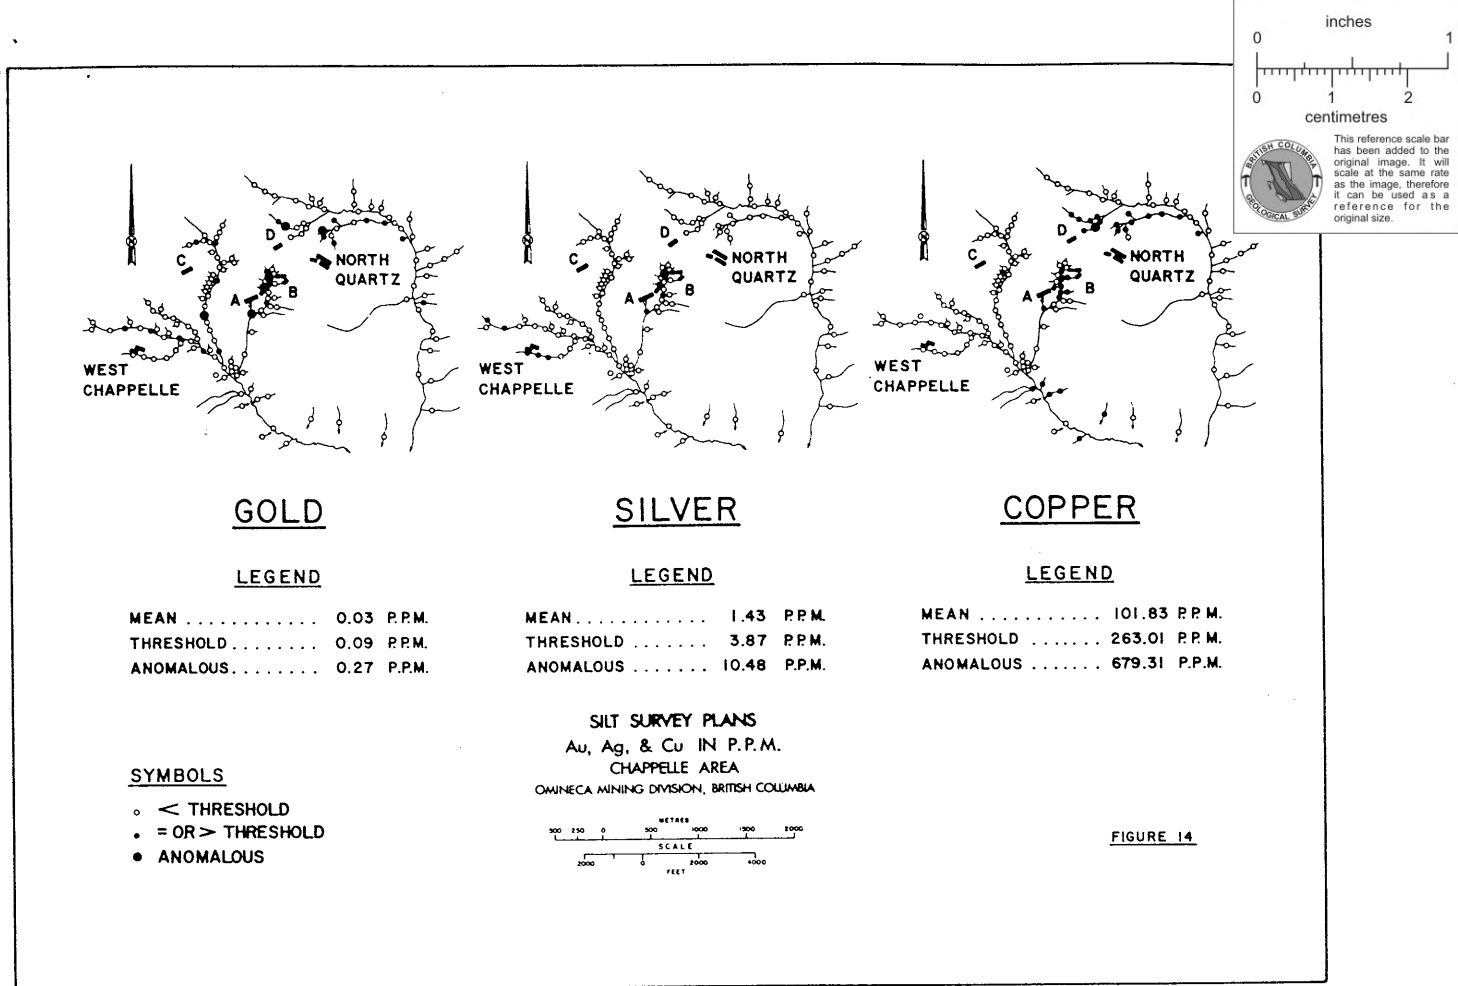 inches
0 1
0 1 2
centimetres
This reference scale bar
has been added to the
original image. It will
scale at the same rate
as the image, therefore
it can be used as a
reference for the
original size.
BRITISH COLUMBIA
GEOLOGICAL SURVEY
D
C
NORTH
QUARTZ
A
B
WEST
CHAPPELLE
D
C
NORTH
QUARTZ
A
B
WEST
CHAPPELLE
D
C
NORTH
QUARTZ
A
B
WEST
CHAPPELLE
GOLD
LEGEND
MEAN ............ 0.03 P.P.M.
THRESHOLD ........ 0.09 P.P.M.
ANOMALOUS ........ 0.27 P.P.M.
SILVER
LEGEND
MEAN ............ 1.43 P.P.M.
THRESHOLD ....... 3.87 P.P.M.
ANOMALOUS ....... 10.48 P.P.M.
COPPER
LEGEND
MEAN ............ 101.83 P.P.M.
THRESHOLD ....... 263.01 P.P.M.
ANOMALOUS ....... 679.31 P.P.M.
SILT SURVEY PLANS
Au, Ag, & Cu IN P.P.M.
CHAPPELLE AREA
OMINECA MINING DIVISION, BRITISH COLUMBIA
SYMBOLS
< THRESHOLD
= OR > THRESHOLD
ANOMALOUS
METRES
500 250 0 500 1000 1500 2000
SCALE
2000 0 2000 4000
FEET
FIGURE 14